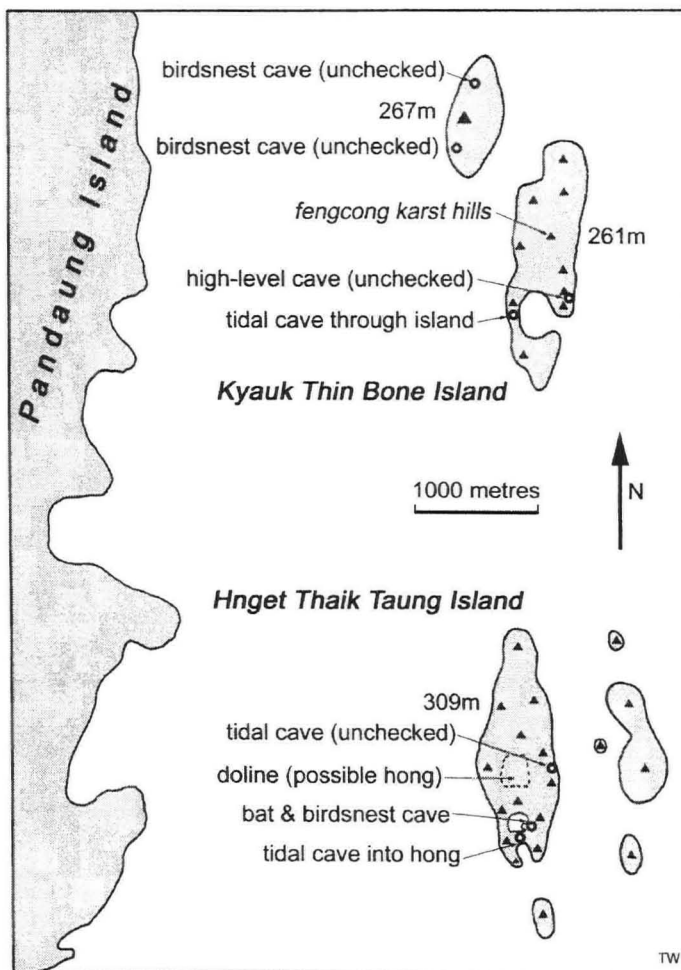 Pandaung Island
birdsnest cave (unchecked)
267m
birdsnest cave (unchecked)
fengcong karst hills
261m
high-level cave (unchecked)
tidal cave through island
Kyauk Thin Bone Island
1000 metres
N
Hnget Thaik Taung Island
309m
tidal cave (unchecked)
doline (possible hong)
bat & birdsnest cave
tidal cave into hong
TW